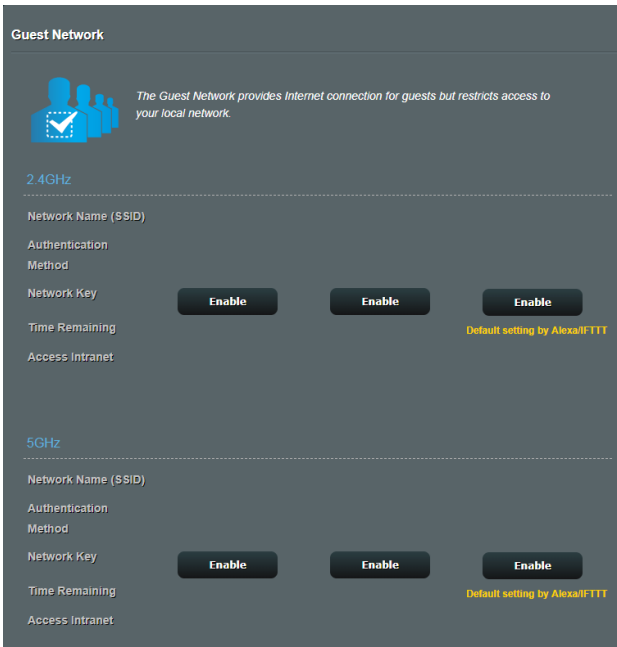 Guest Network
The Guest Network provides Internet connection for guests but restricts access to
your local network.
2.4GHz
Network Name (SSID)
Authentication
Method
Network Key
Enable Enable Enable
Time Remaining
Default setting by Alexa/IFTTT
Access Intranet
5GHz
Network Name (SSID)
Authentication
Method
Network Key
Enable Enable Enable
Time Remaining
Default setting by Alexa/IFTTT
Access Intranet